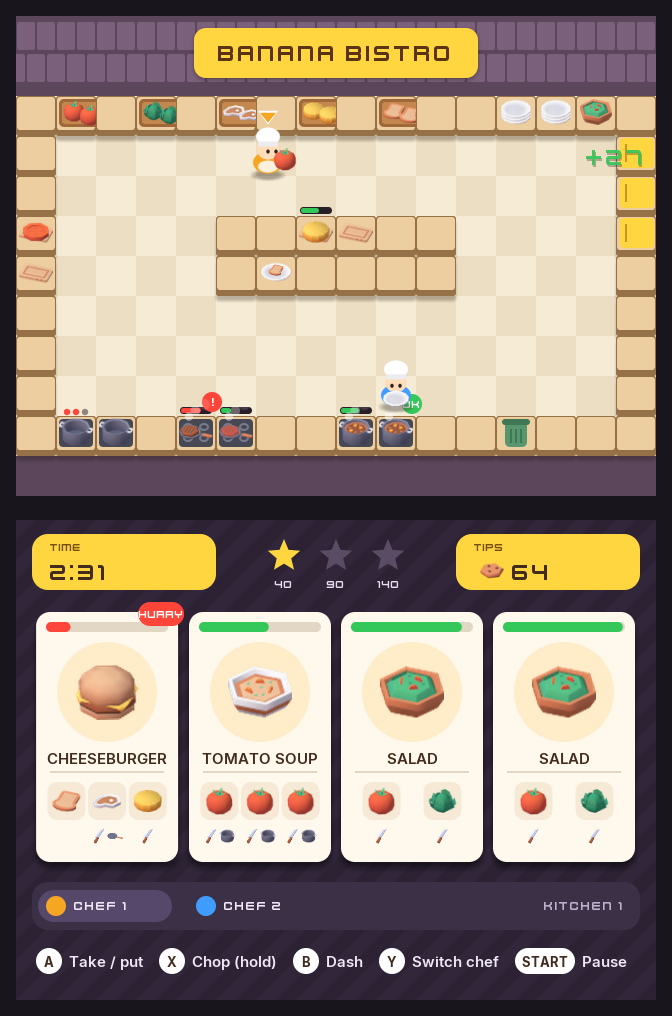 BANANA BISTRO
+27
!
OK
TIME
2:31
40
90
140
TIPS
64
HURRY
CHEESEBURGER
TOMATO SOUP
SALAD
SALAD
CHEF 1
CHEF 2
KITCHEN 1
A Take / put
X Chop (hold)
B Dash
Y Switch chef
START Pause